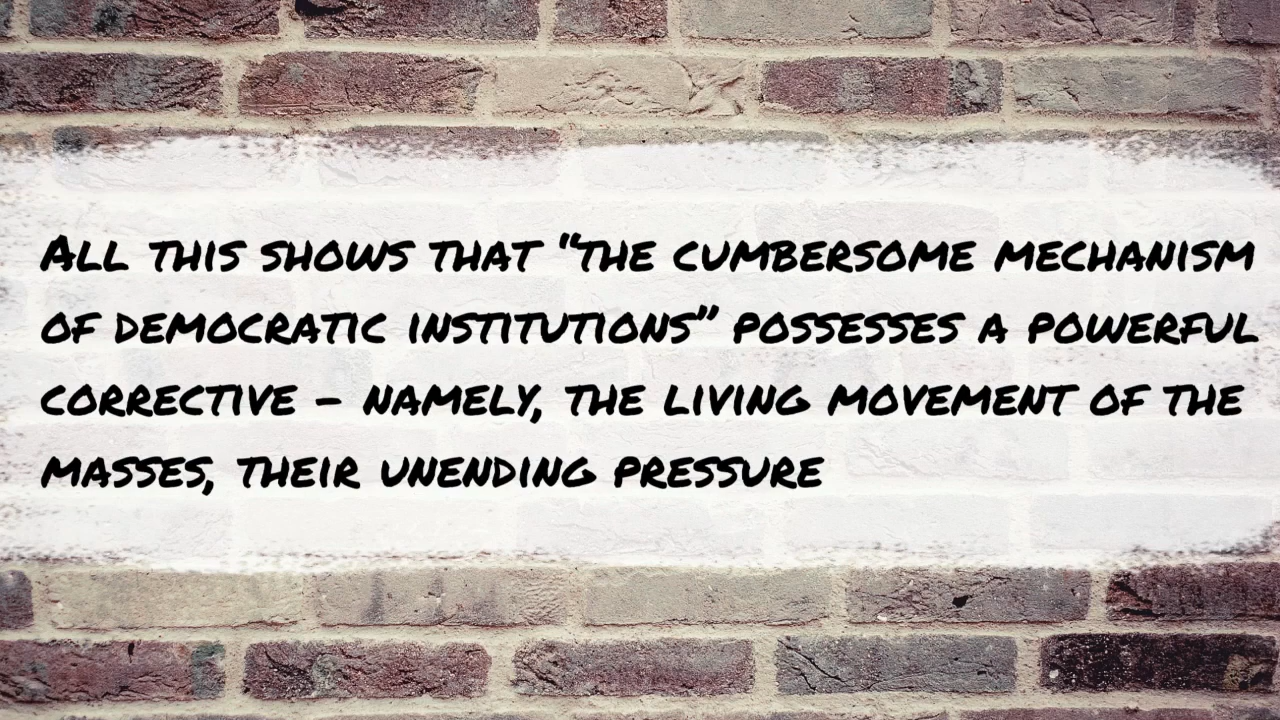 ALL THIS SHOWS THAT “THE CUMBERSOME MECHANISM
OF DEMOCRATIC INSTITUTIONS” POSSESSES A POWERFUL
CORRECTIVE – NAMELY, THE LIVING MOVEMENT OF THE
MASSES, THEIR UNENDING PRESSURE